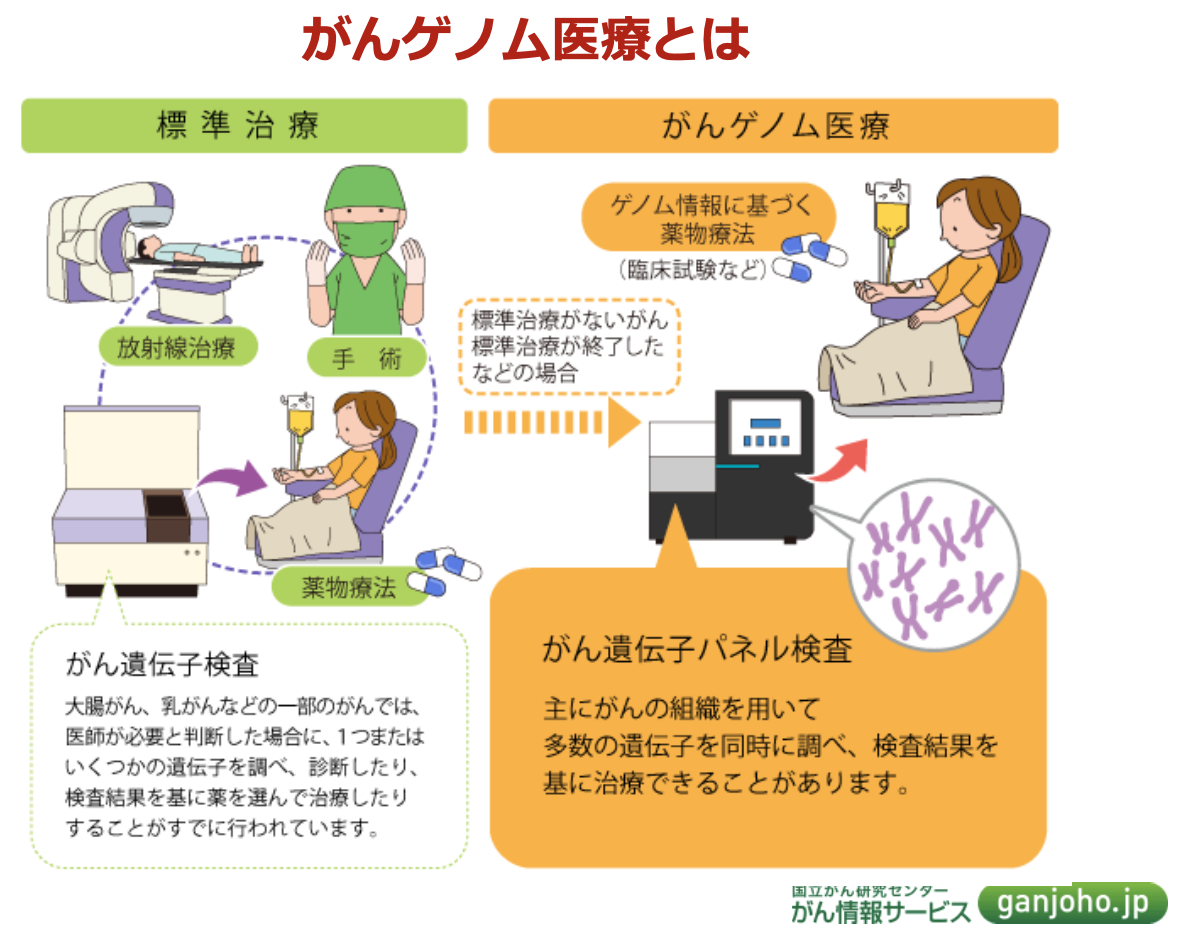 がんゲノム医療とは
標準治療
放射線治療
手術
薬物療法
がん遺伝子検査
大腸がん、乳がんなどの一部のがんでは、
医師が必要と判断した場合に、1つまたは
いくつかの遺伝子を調べ、診断したり、
検査結果を基に薬を選んで治療したり
することがすでに行われています。
標準治療がないがん
標準治療が終了した
などの場合
がんゲノム医療
ゲノム情報に基づく
薬物療法
（臨床試験など）
がん遺伝子パネル検査
主にがんの組織を用いて
多数の遺伝子を同時に調べ、検査結果を
基に治療できることがあります。
国立がん研究センター
がん情報サービス
ganjoho.jp